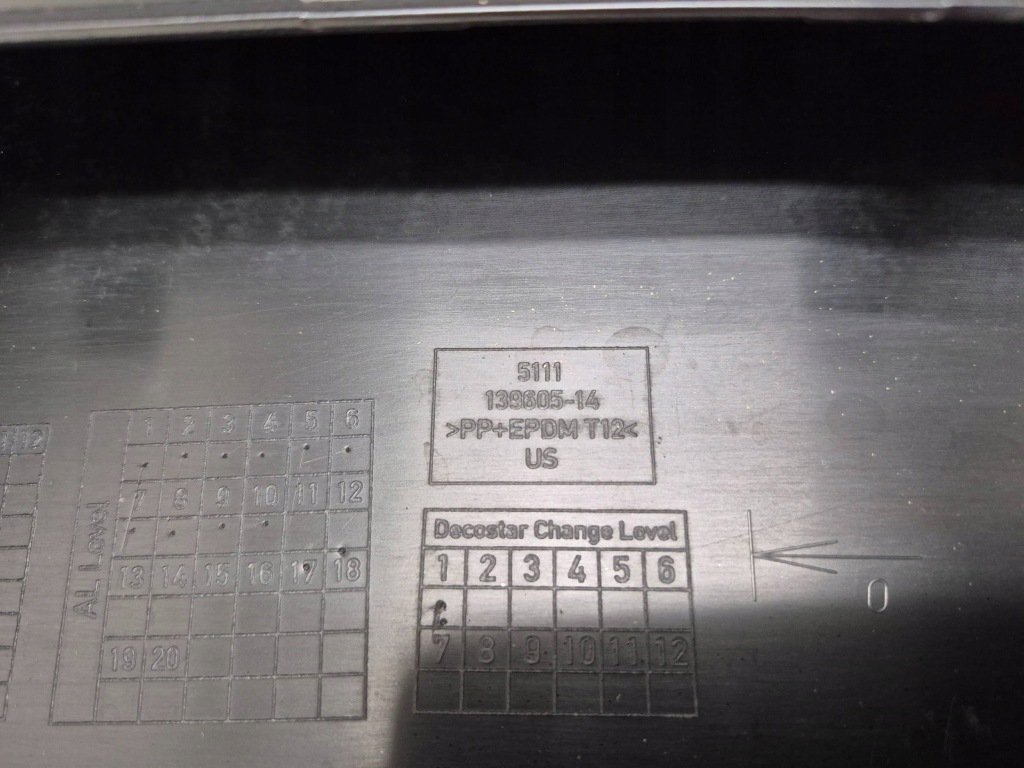 5111
139605-14
>PP+EPDM T12<
US
1 2 3 4 5 6
7 8 9 10 11 12
13 14 15 16 17 18
19 20
AI Level
12
Decostar Change Level
1 2 3 4 5 6
7 8 9 10 11 12
0